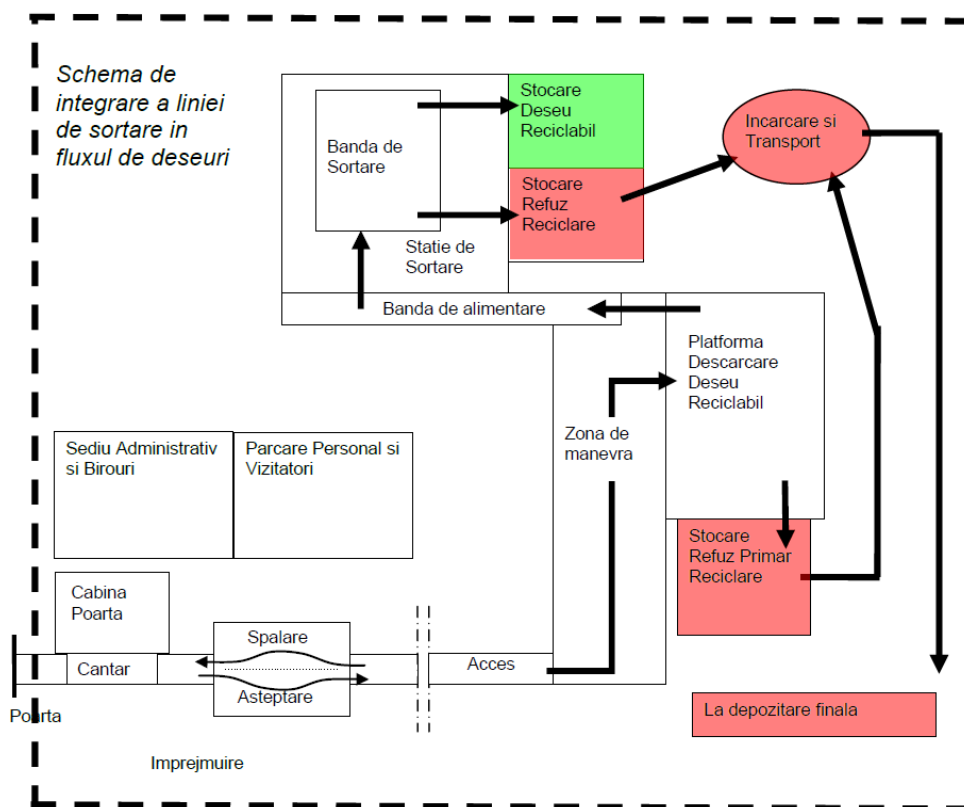 Schema de
integrare a liniei
de sortare in
fluxul de deseuri
Stocare
Deseu
Reciclabil
Incarcare si
Transport
Banda de
Sortare
Stocare
Refuz
Reciclare
Statie de
Sortare
Banda de alimentare
Platforma
Descarcare
Deseu
Reciclabil
Zona de
manevra
Sediu Administrativ
si Birouri
Parcare Personal si
Vizitatori
Stocare
Refuz Primar
Reciclare
Cabina
Poarta
Spalare
Cantar
Acces
Asteptare
Poarta
La depozitare finala
Imprejmuire